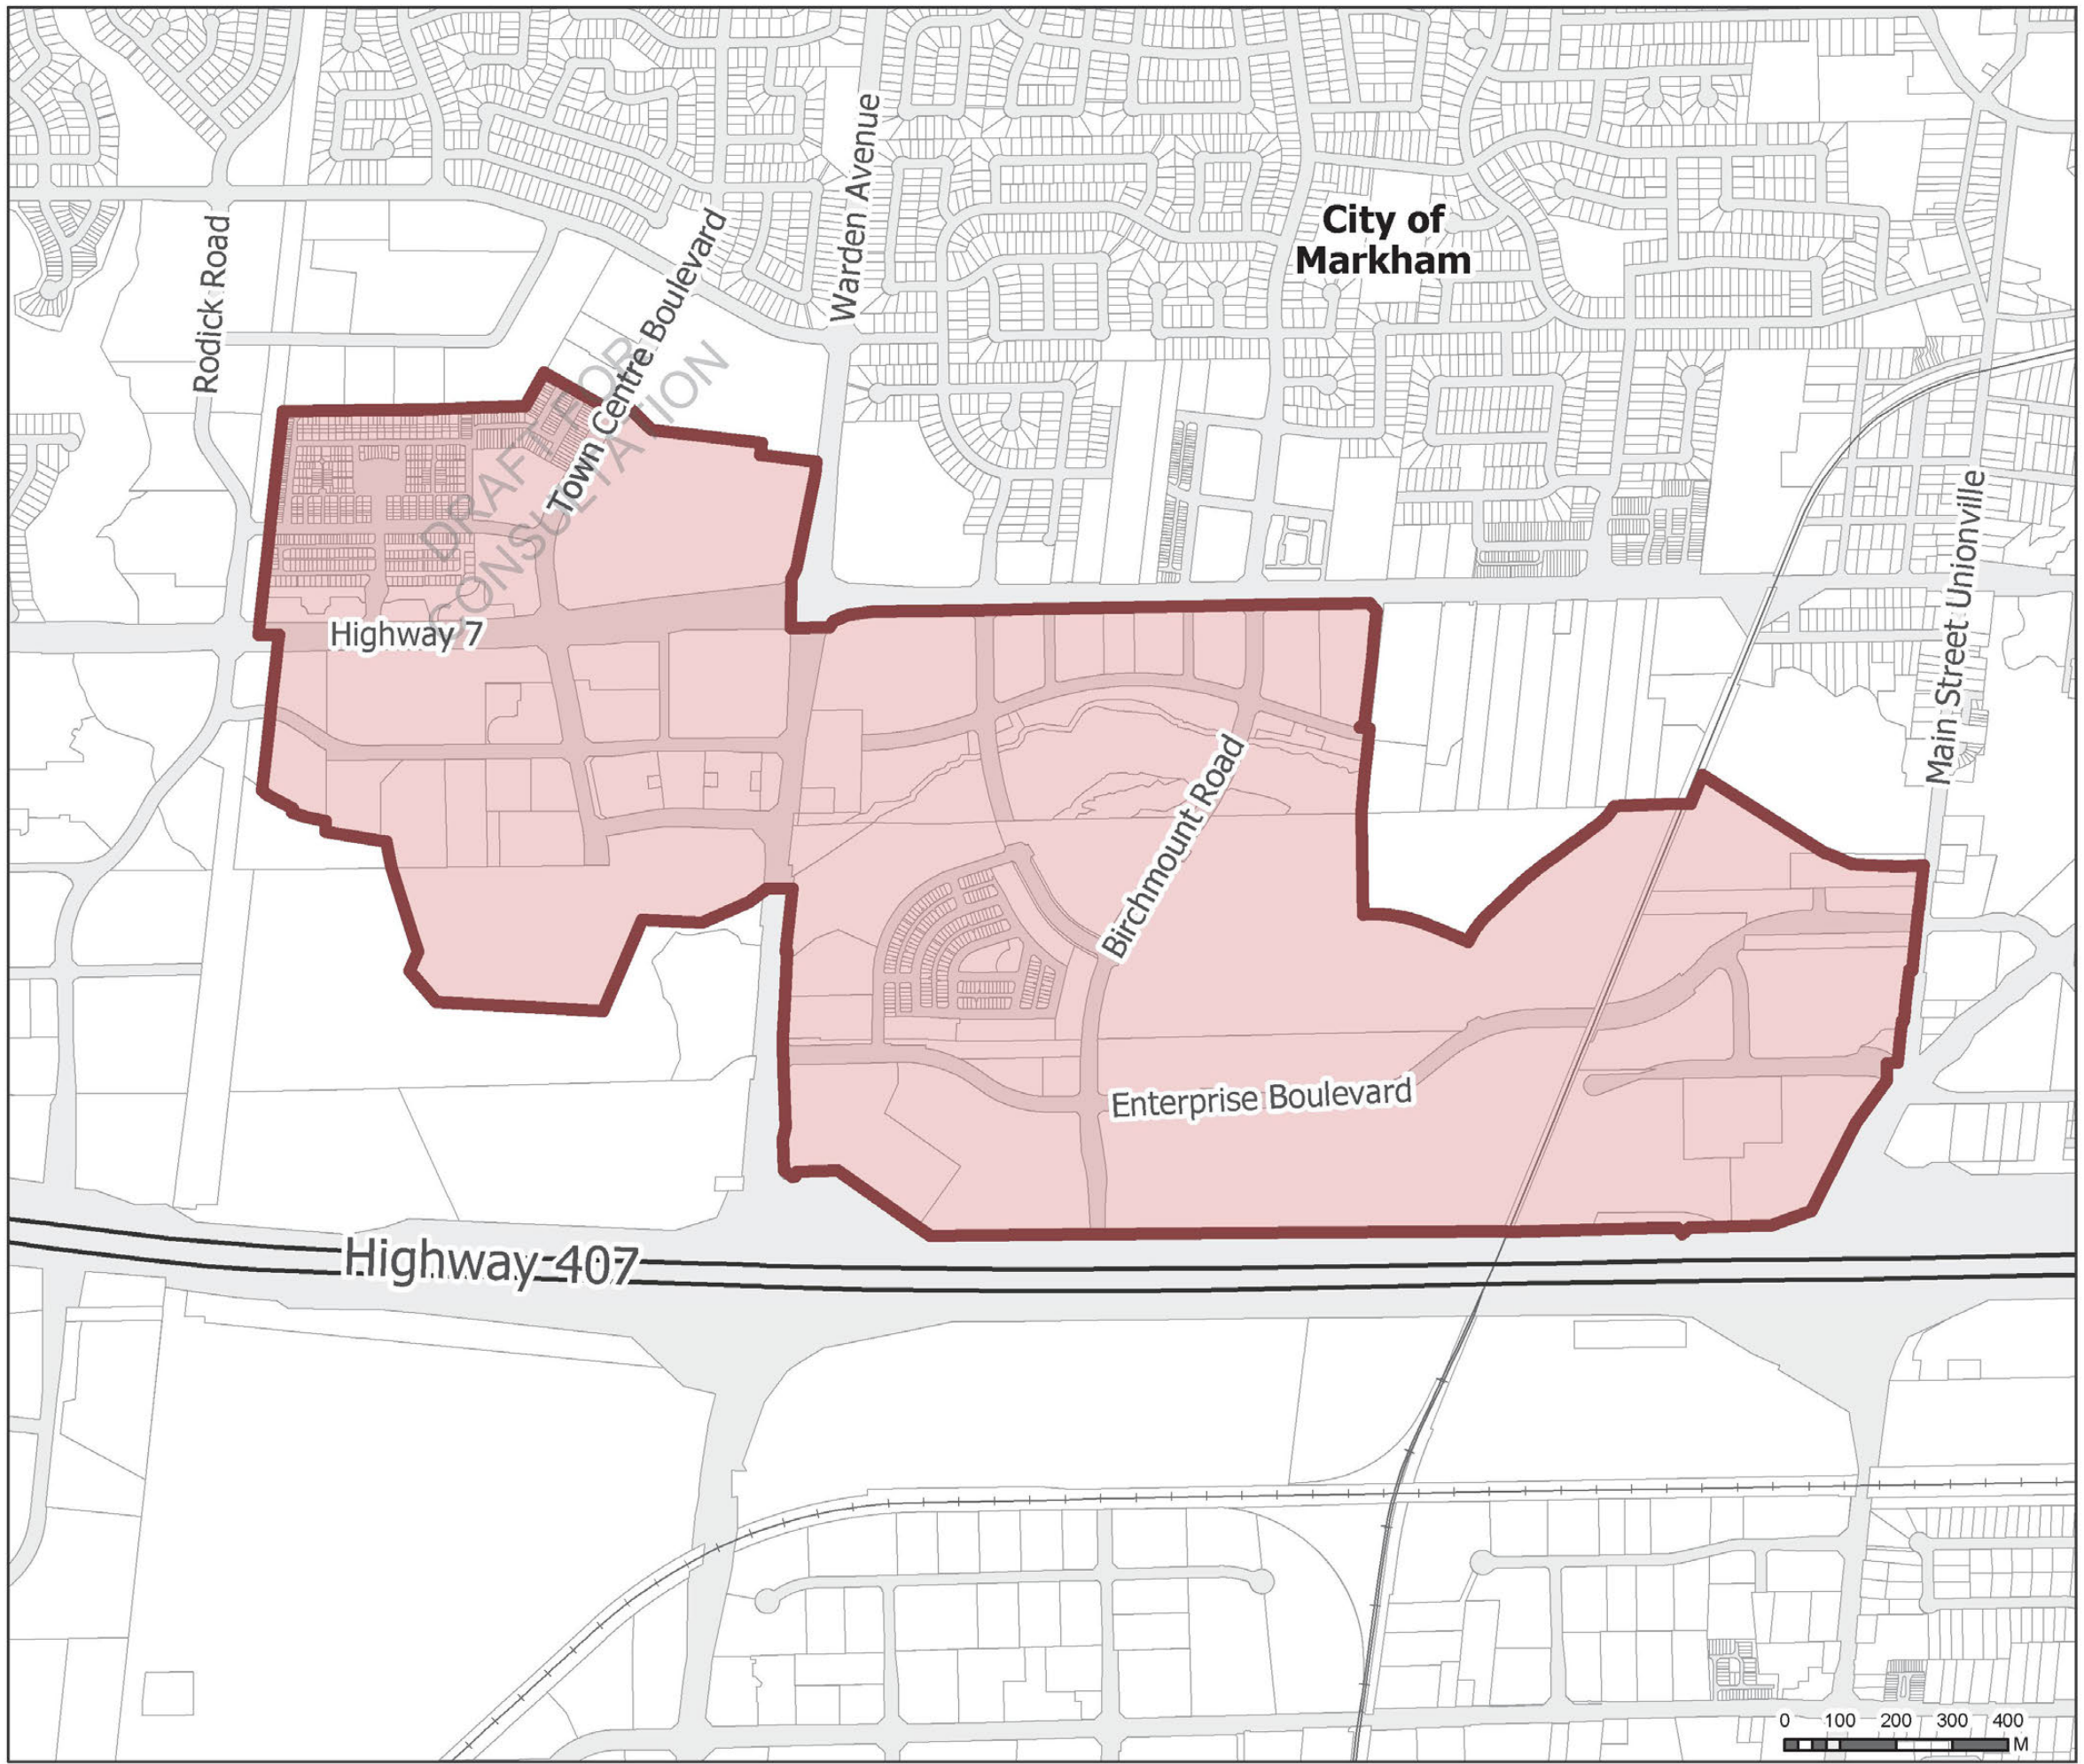 Warden Avenue
City of
Markham
Rodick Road
Town Centre Boulevard
DRAFT FOR
CONSULTATION
Highway 7
Main Street Unionville
Birchmount Road
Enterprise Boulevard
Highway 407
0 100 200 300 400
M